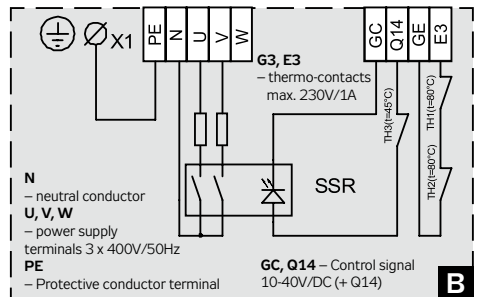 X1
PE
N
U
V
W
GC
Q14
GE
E3
G3, E3
– thermo-contacts
max. 230V/1A
TH3(t=45°C)
TH1(t=80°C)
TH2(t=80°C)
SSR
N
– neutral conductor
U, V, W
– power supply
terminals 3 x 400V/50Hz
PE
– Protective conductor terminal
GC, Q14 – Control signal
10-40V/DC (+ Q14)
B